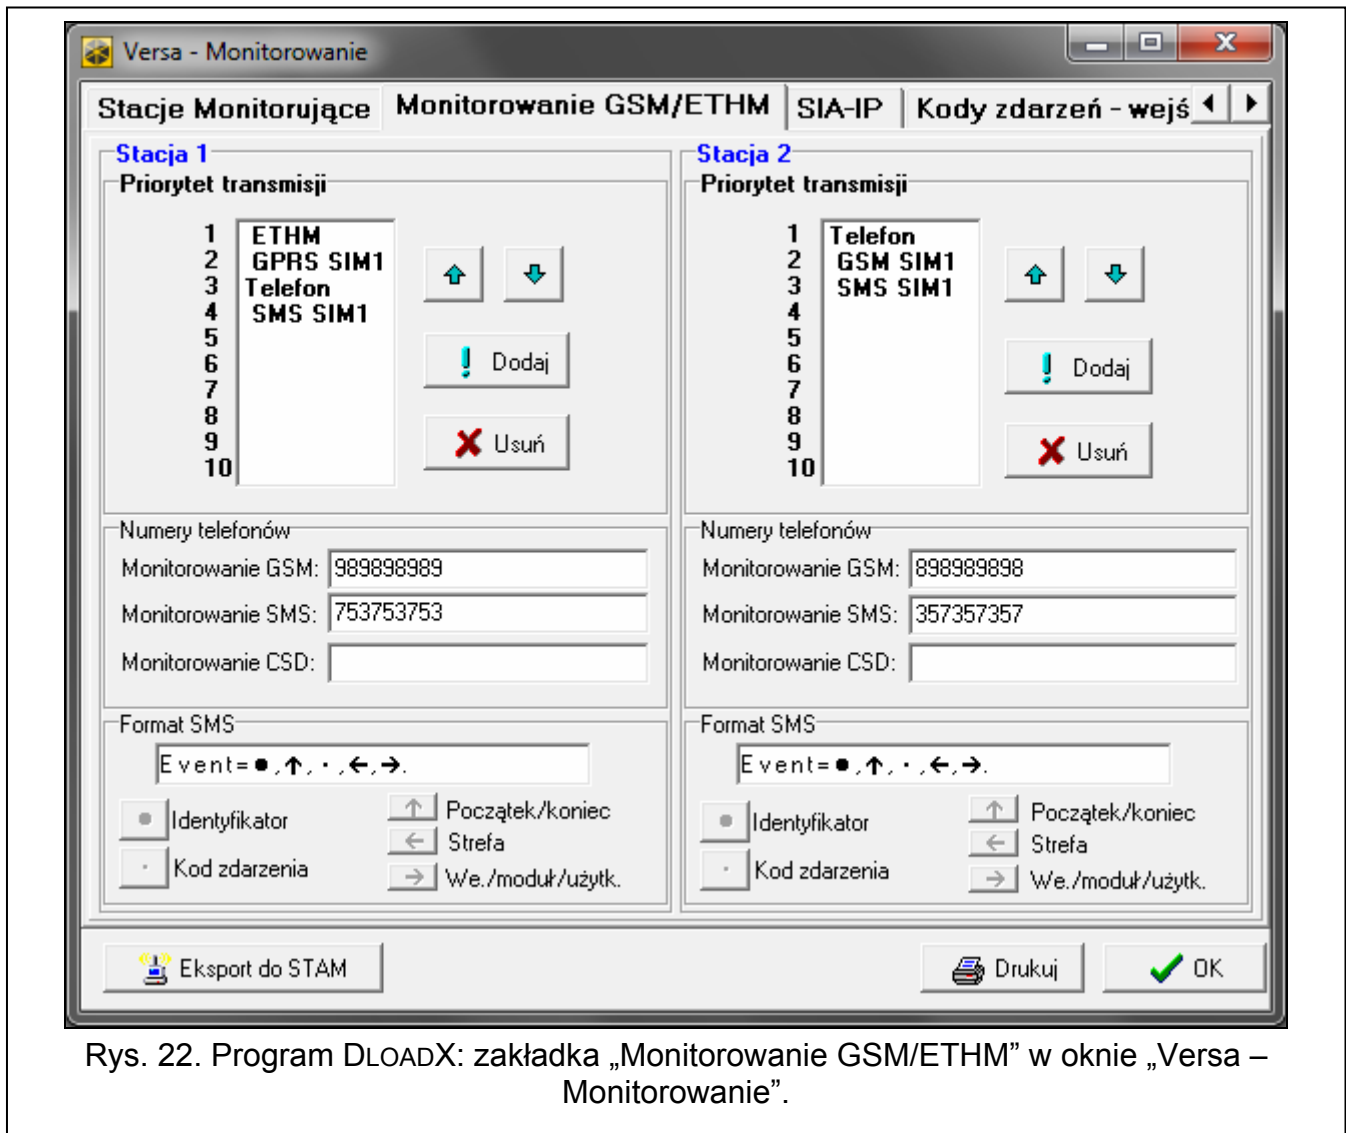 Versa - Monitorowanie
Stacje Monitorujące
Monitorowanie GSM/ETHM
SIA-IP
Kody zdarzeń - wejś
Stacja 1
Priorytet transmisji
1 ETHM
2 GPRS SIM1
3 Telefon
4 SMS SIM1
5
6
7
8
9
10
Dodaj
Usuń
Numery telefonów
Monitorowanie GSM: 989898989
Monitorowanie SMS: 753753753
Monitorowanie CSD:
Format SMS
Event=●,↑,·,←,→.
Identyfikator
Kod zdarzenia
Początek/koniec
Strefa
We./moduł/użytk.
Stacja 2
Priorytet transmisji
1 Telefon
2 GSM SIM1
3 SMS SIM1
4
5
6
7
8
9
10
Dodaj
Usuń
Numery telefonów
Monitorowanie GSM: 898989898
Monitorowanie SMS: 357357357
Monitorowanie CSD:
Format SMS
Event=●,↑,·,←,→.
Identyfikator
Kod zdarzenia
Początek/koniec
Strefa
We./moduł/użytk.
Eksport do STAM
Drukuj
OK
Rys. 22. Program DLOADX: zakładka „Monitorowanie GSM/ETHM” w oknie „Versa –
Monitorowanie”.